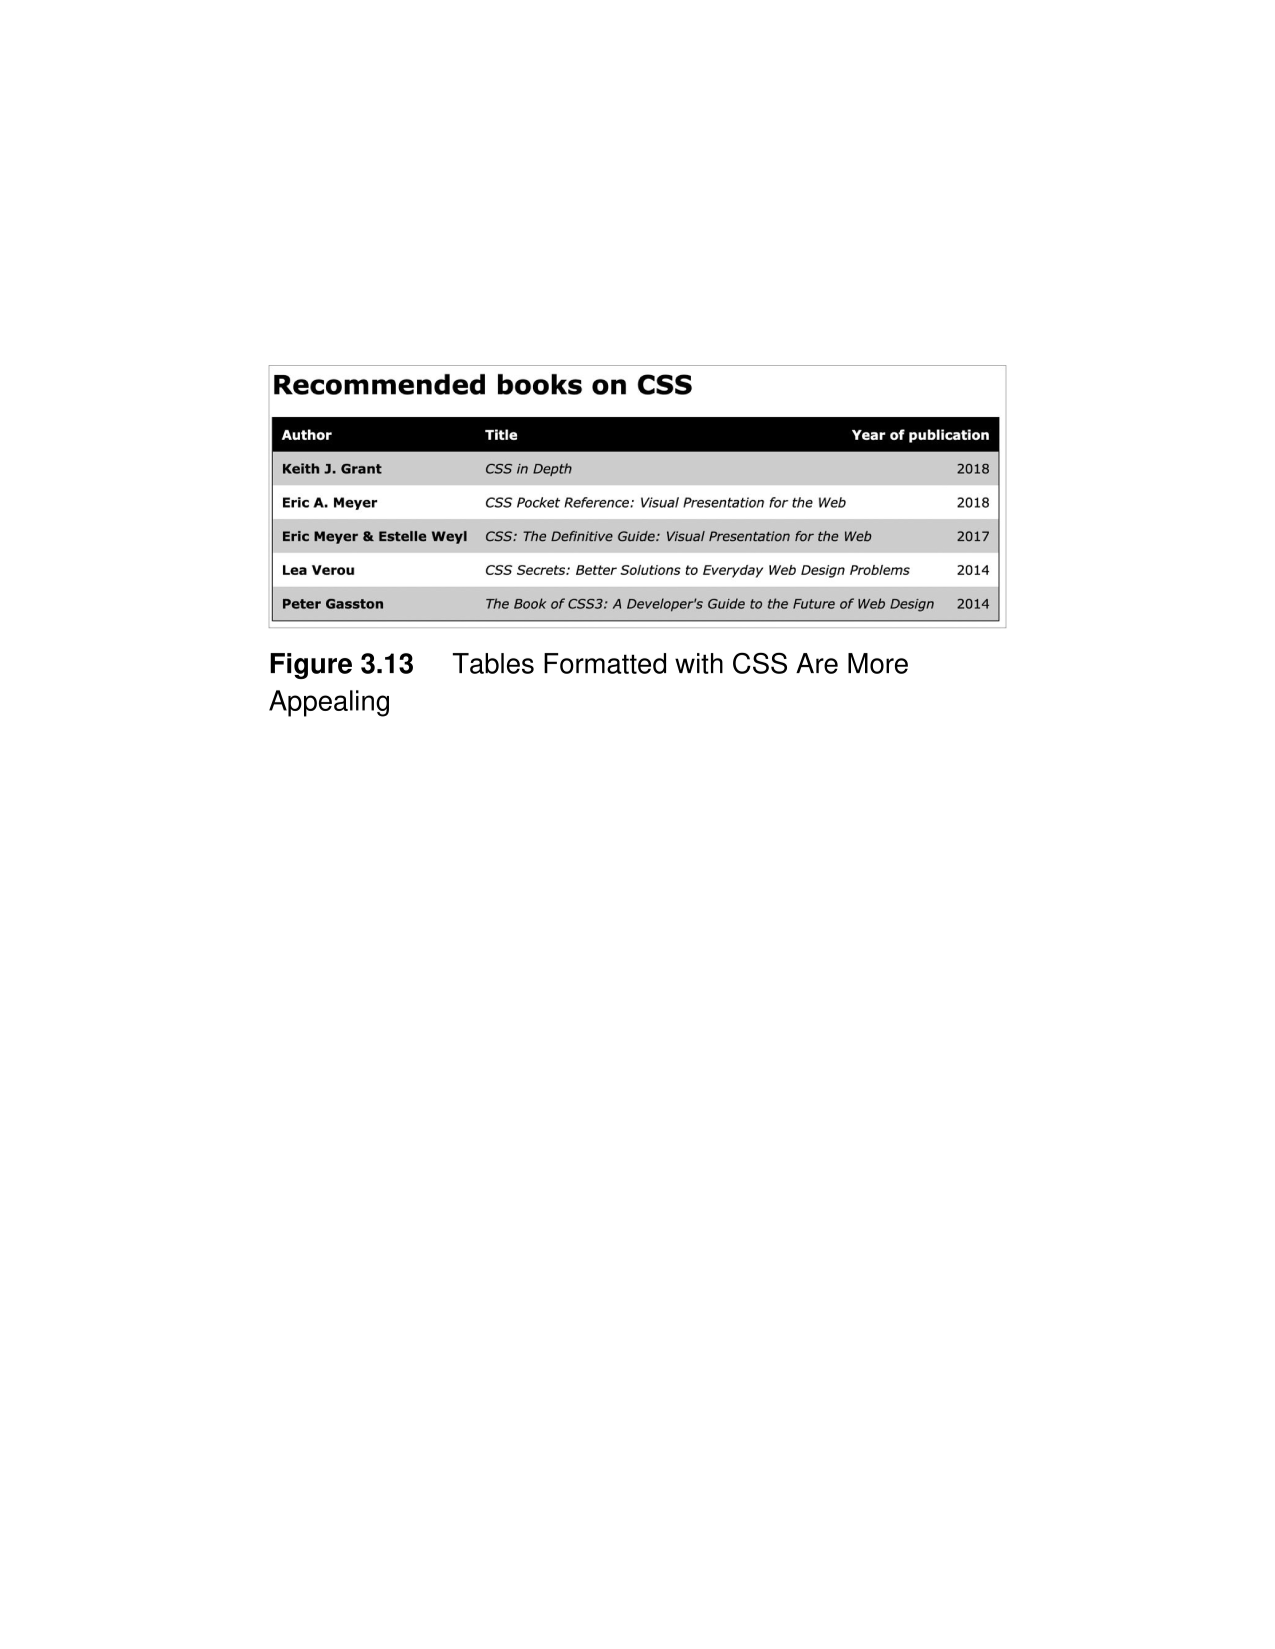 Recommended books on CSS
Author Title Year of publication
Keith J. Grant CSS in Depth 2018
Eric A. Meyer CSS Pocket Reference: Visual Presentation for the Web 2018
Eric Meyer & Estelle Weyl CSS: The Definitive Guide: Visual Presentation for the Web 2017
Lea Verou CSS Secrets: Better Solutions to Everyday Web Design Problems 2014
Peter Gasston The Book of CSS3: A Developer's Guide to the Future of Web Design 2014
Figure 3.13 Tables Formatted with CSS Are More
Appealing